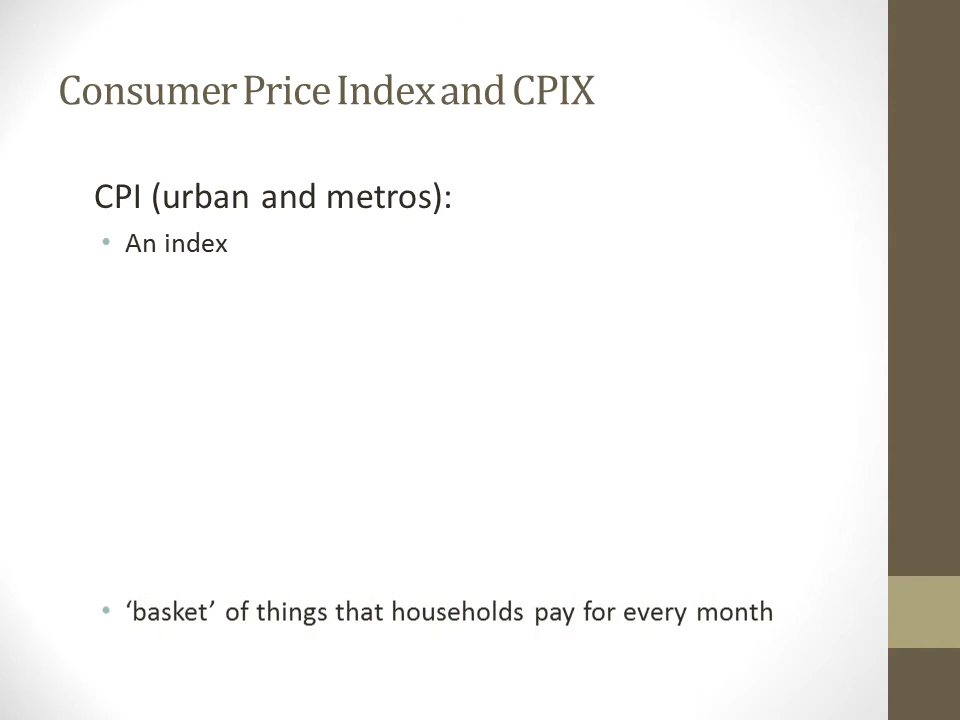 Consumer Price Index and CPIX
CPI (urban and metros):
• An index
• ‘basket’ of things that households pay for every month